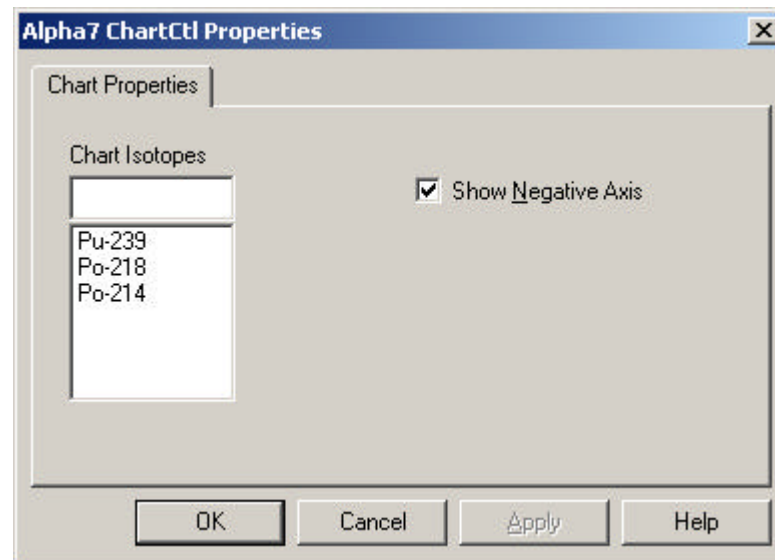 Alpha7 ChartCtl Properties
Chart Properties
Chart Isotopes
Show Negative Axis
Pu-239
Po-218
Po-214
OK Cancel Apply Help